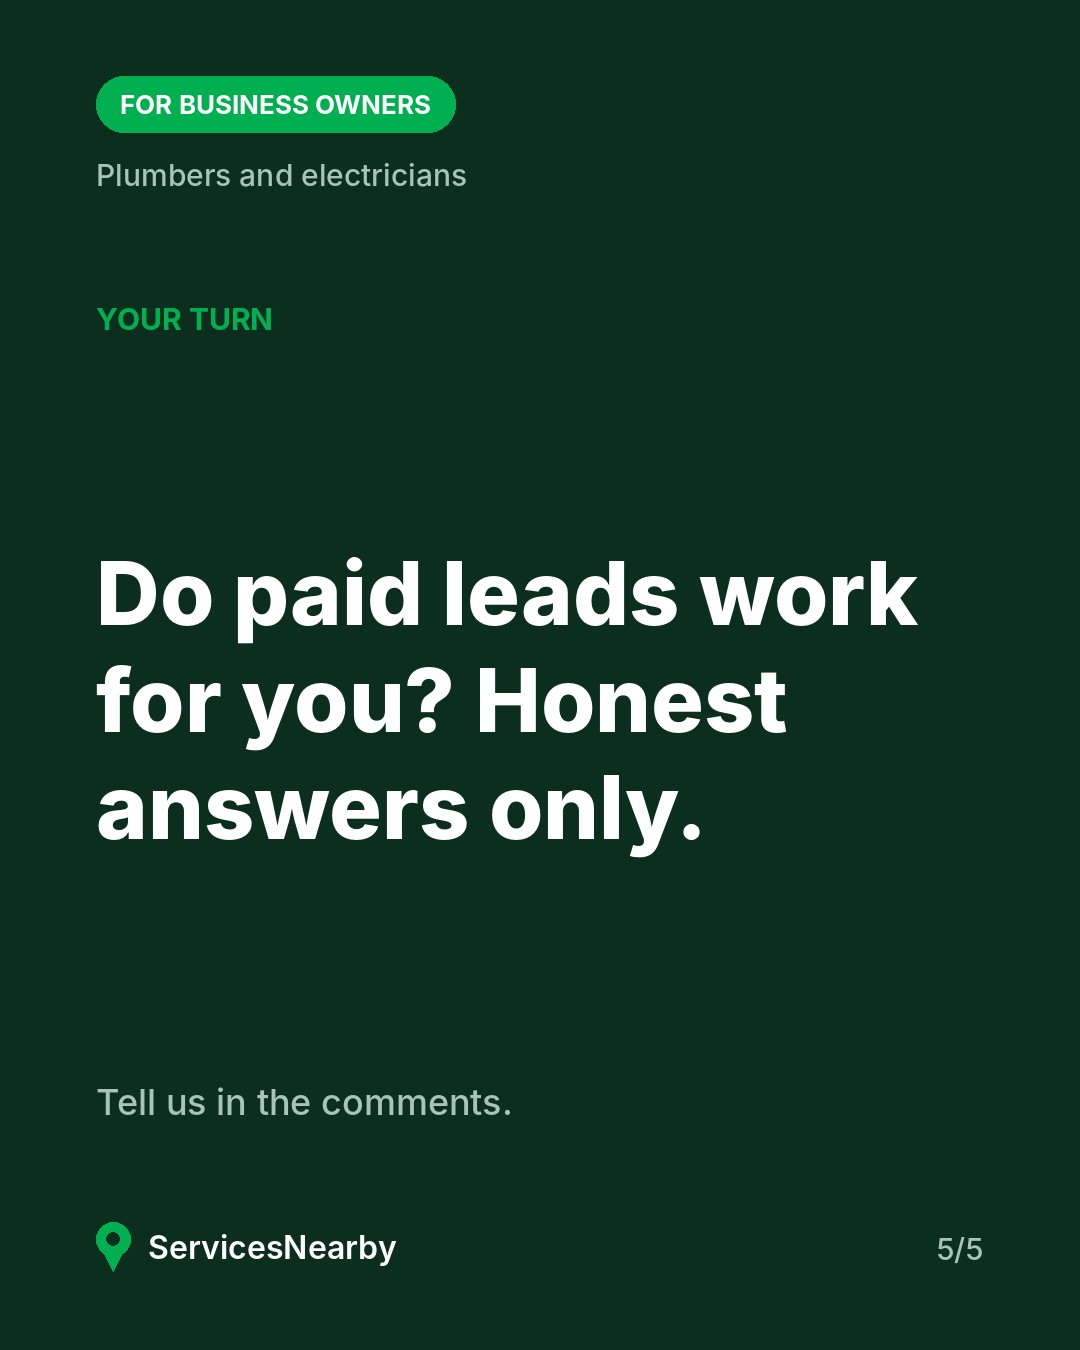 FOR BUSINESS OWNERS
Plumbers and electricians
YOUR TURN
Do paid leads work
for you? Honest
answers only.
Tell us in the comments.
ServicesNearby
5/5